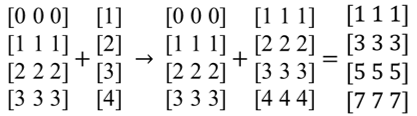 [0 0 0] [1] [0 0 0] [1 1 1] [1 1 1]
[1 1 1] [2] [1 1 1] [2 2 2] [3 3 3]
+ → + =
[2 2 2] [3] [2 2 2] [3 3 3] [5 5 5]
[3 3 3] [4] [3 3 3] [4 4 4] [7 7 7]